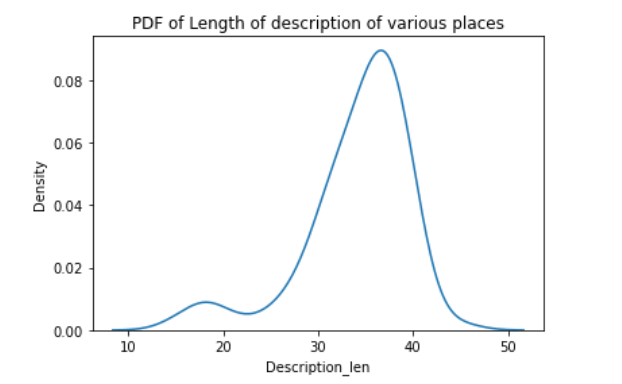 PDF of Length of description of various places
0.08
0.06
0.04
0.02
0.00
Density
10 20 30 40 50
Description_len